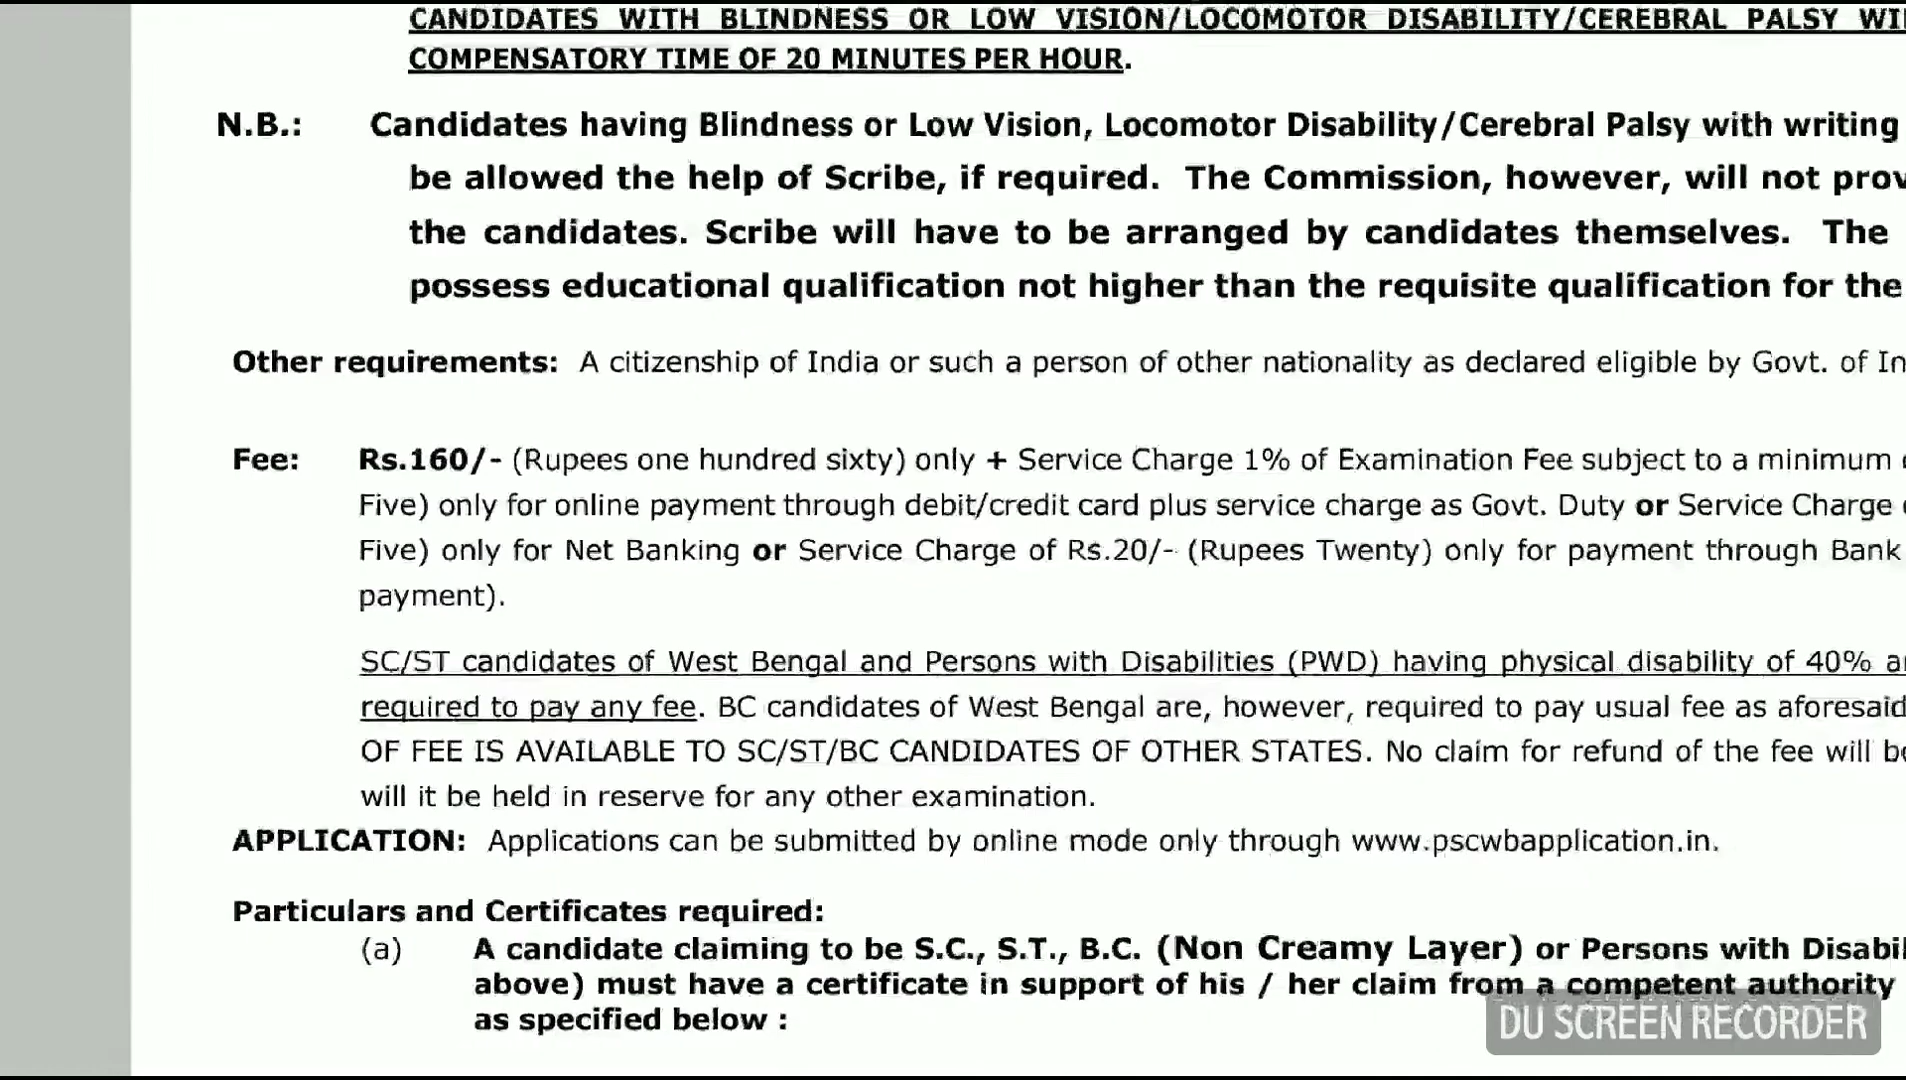 CANDIDATES WITH BLINDNESS OR LOW VISION/LOCOMOTOR DISABILITY/CEREBRAL PALSY
COMPENSATORY TIME OF 20 MINUTES PER HOUR.
N.B.: Candidates having Blindness or Low Vision, Locomotor Disability/Cerebral Palsy with writing
be allowed the help of Scribe, if required. The Commission, however, will not
the candidates. Scribe will have to be arranged by candidates themselves. The
possess educational qualification not higher than the requisite qualification for the
Other requirements: A citizenship of India or such a person of other nationality as declared eligible by Govt. of
Fee: Rs.160/- (Rupees one hundred sixty) only + Service Charge 1% of Examination Fee subject to a minimum
Five) only for online payment through debit/credit card plus service charge as Govt. Duty or Service Charge
Five) only for Net Banking or Service Charge of Rs.20/- (Rupees Twenty) only for payment through Bank
payment).
SC/ST candidates of West Bengal and Persons with Disabilities (PWD) having physical disability of 40%
required to pay any fee. BC candidates of West Bengal are, however, required to pay usual fee as aforesaid
OF FEE IS AVAILABLE TO SC/ST/BC CANDIDATES OF OTHER STATES. No claim for refund of the fee will
will it be held in reserve for any other examination.
APPLICATION: Applications can be submitted by online mode only through www.pscwbapplication.in.
Particulars and Certificates required:
(a) A candidate claiming to be S.C., S.T., B.C. (Non Creamy Layer) or Persons with
above) must have a certificate in support of his / her claim from a competent authority
as specified below :
DU SCREEN RECORDER